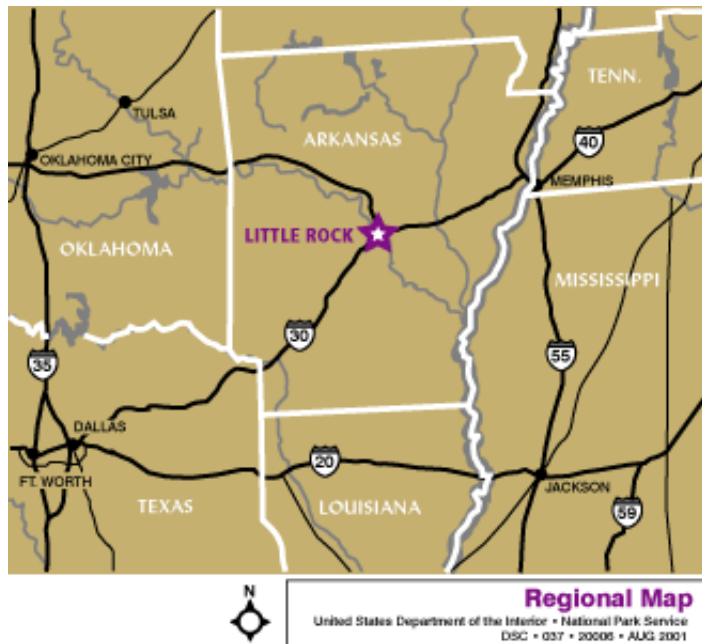 TENN.
TULSA
ARKANSAS
40
OKLAHOMA CITY
MEMPHIS
LITTLE ROCK
OKLAHOMA
MISSISSIPPI
30
55
35
DALLAS
20
FT. WORTH
JACKSON
TEXAS
LOUISIANA
59
N
Regional Map
United States Department of the Interior • National Park Service
DSC • 037 • 20006 • AUG 2001